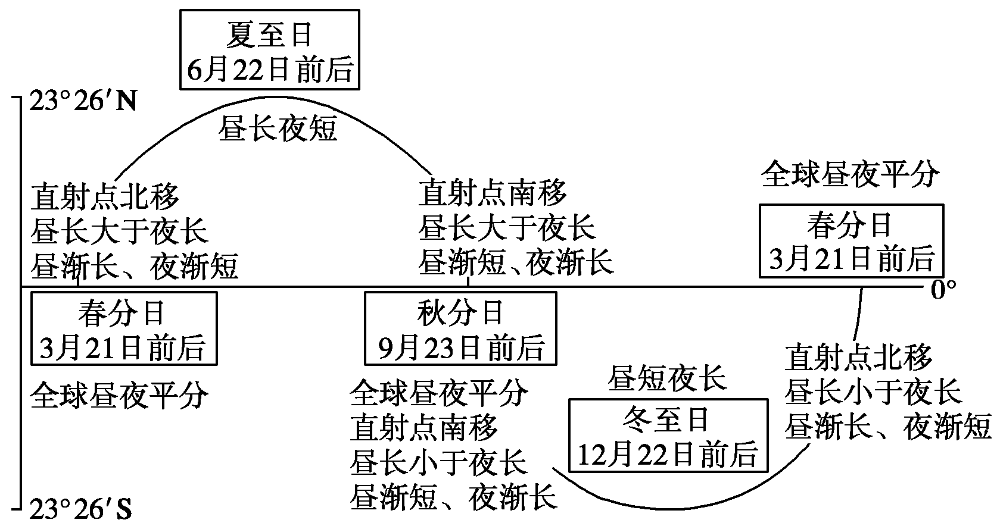 夏至日
6月22日前后
23°26′N
昼长夜短
直射点北移
昼长大于夜长
昼渐长、夜渐短
直射点南移
昼长大于夜长
昼渐短、夜渐长
全球昼夜平分
春分日
3月21日前后
0°
春分日
3月21日前后
全球昼夜平分
秋分日
9月23日前后
全球昼夜平分
直射点南移
昼长小于夜长
昼渐短、夜渐长
昼短夜长
冬至日
12月22日前后
直射点北移
昼长小于夜长
昼渐长、夜渐短
23°26′S